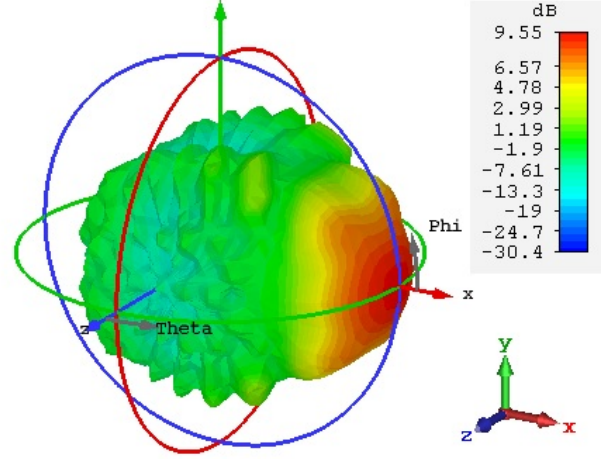 dB
9.55
6.57
4.78
2.99
1.19
-1.9
-7.61
-13.3
-19
-24.7
-30.4
Phi
x
z
Theta
y
z
x